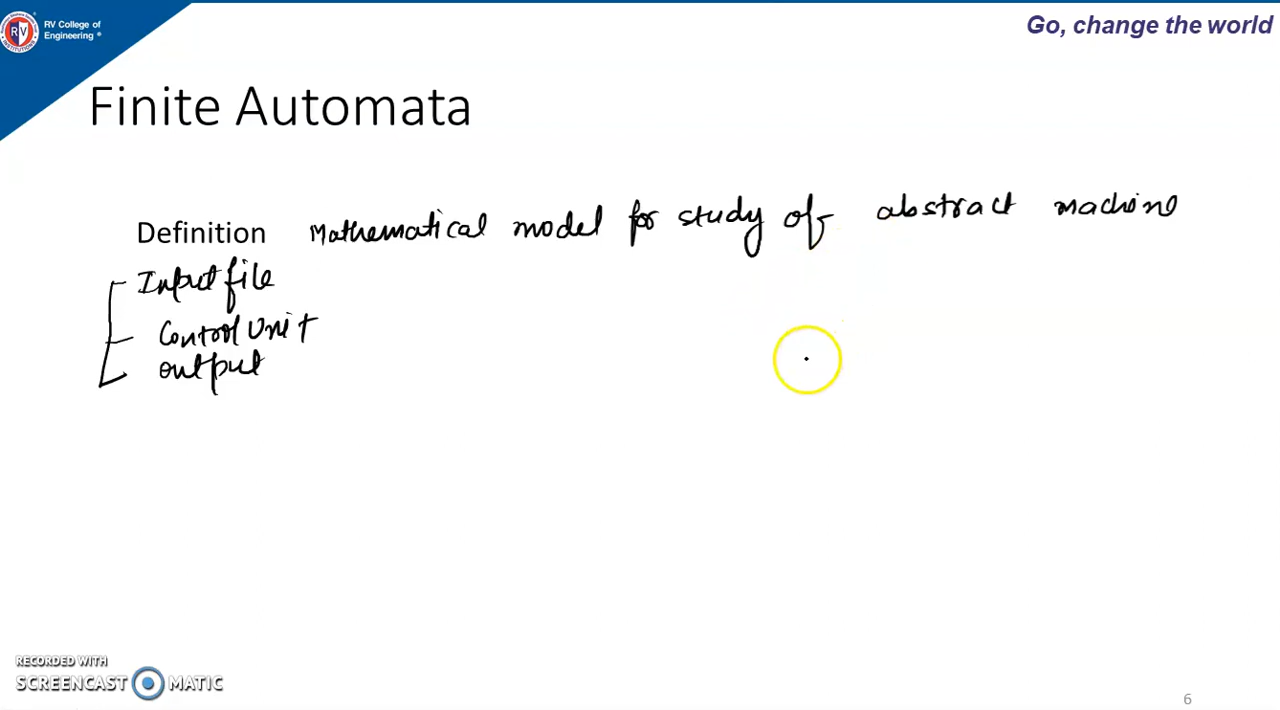 RV College of
Engineering ®
Go, change the world
Finite Automata
Definition Mathematical model for study of abstract machine
Input file
Control Unit
output
RECORDED WITH
SCREENCAST MATIC
6